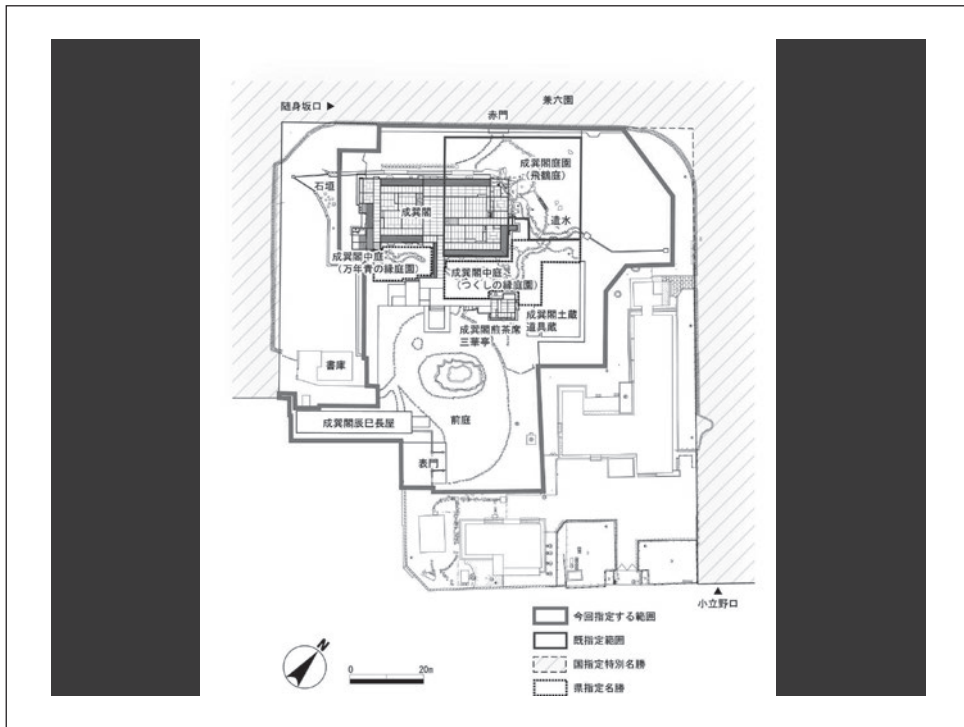 兼六園
随身坂口 ▶
赤門
成巽閣庭園
(飛鶴庭)
石垣
成巽閣
遣水
成巽閣中庭
(万年青の縁庭園)
成巽閣中庭
(つくしの縁庭園)
成巽閣土蔵
道具蔵
成巽閣煎茶席
三華亭
書庫
成巽閣辰巳長屋
前庭
表門
▲
小立野口
今回指定する範囲
既指定範囲
国指定特別名勝
県指定名勝
N
0 20m